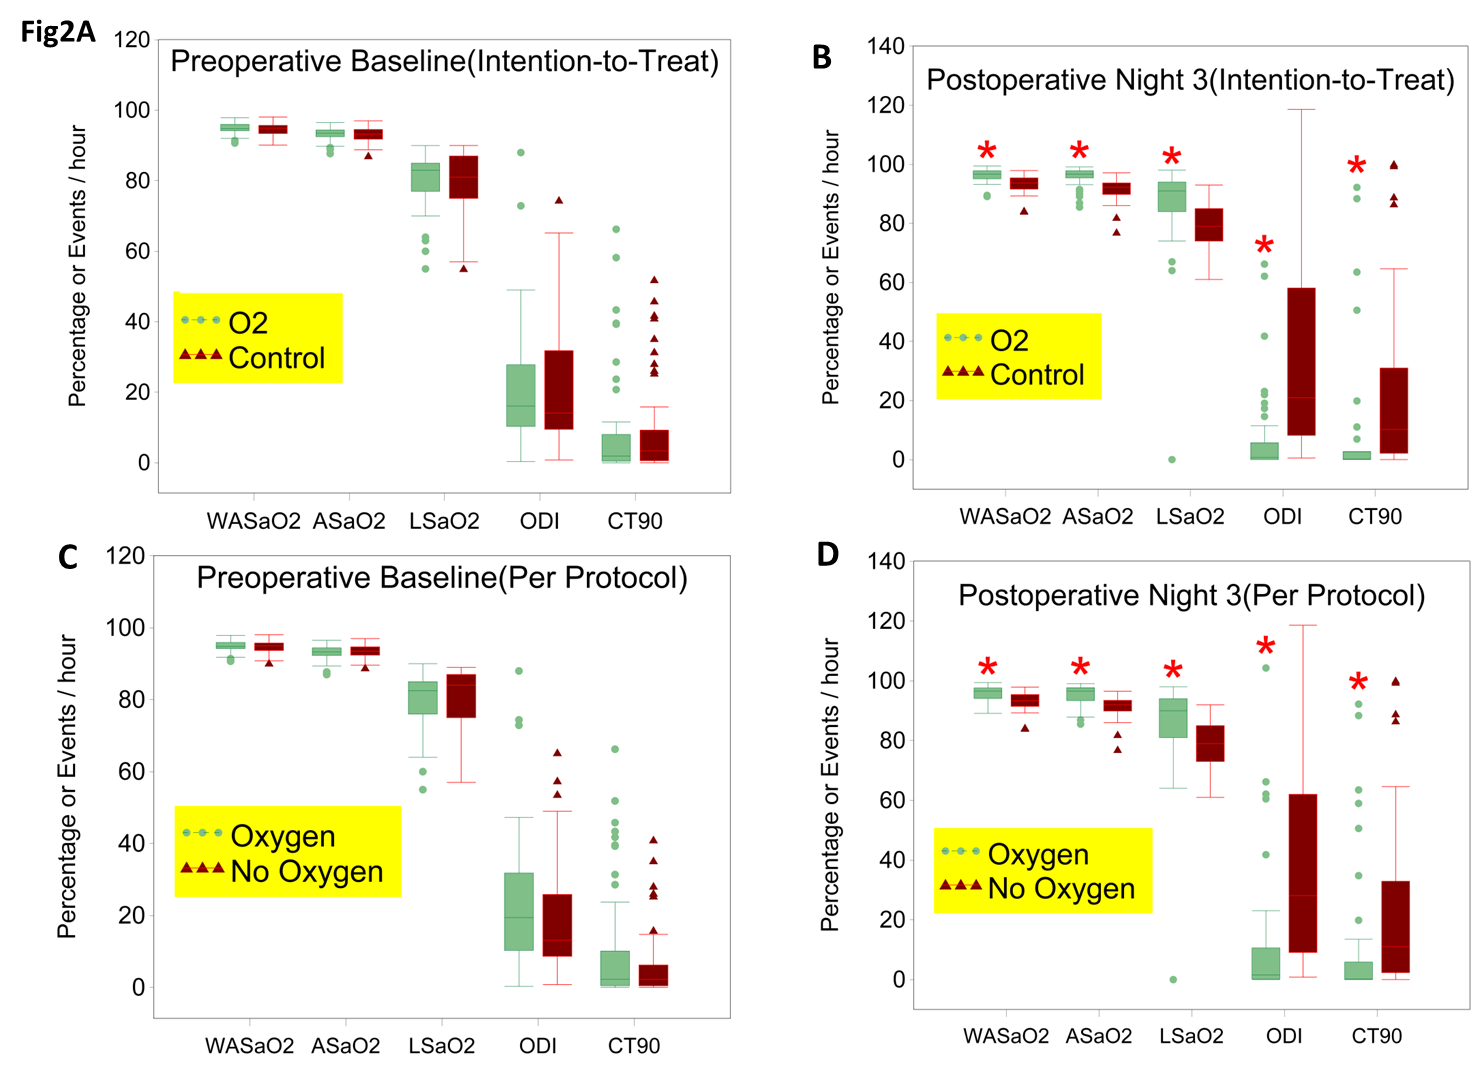 Fig2A
Preoperative Baseline(Intention-to-Treat)
Percentage or Events / hour
120
100
80
60
40
20
0
O2
Control
WASaO2 ASaO2 LSaO2 ODI CT90
B
Postoperative Night 3(Intention-to-Treat)
Percentage or Events / hour
140
120
100
80
60
40
20
0
* * * * *
O2
Control
WASaO2 ASaO2 LSaO2 ODI CT90
C
Preoperative Baseline(Per Protocol)
Percentage or Events / hour
120
100
80
60
40
20
0
Oxygen
No Oxygen
WASaO2 ASaO2 LSaO2 ODI CT90
D
Postoperative Night 3(Per Protocol)
Percentage or Events / hour
140
120
100
80
60
40
20
0
* * * * *
Oxygen
No Oxygen
WASaO2 ASaO2 LSaO2 ODI CT90